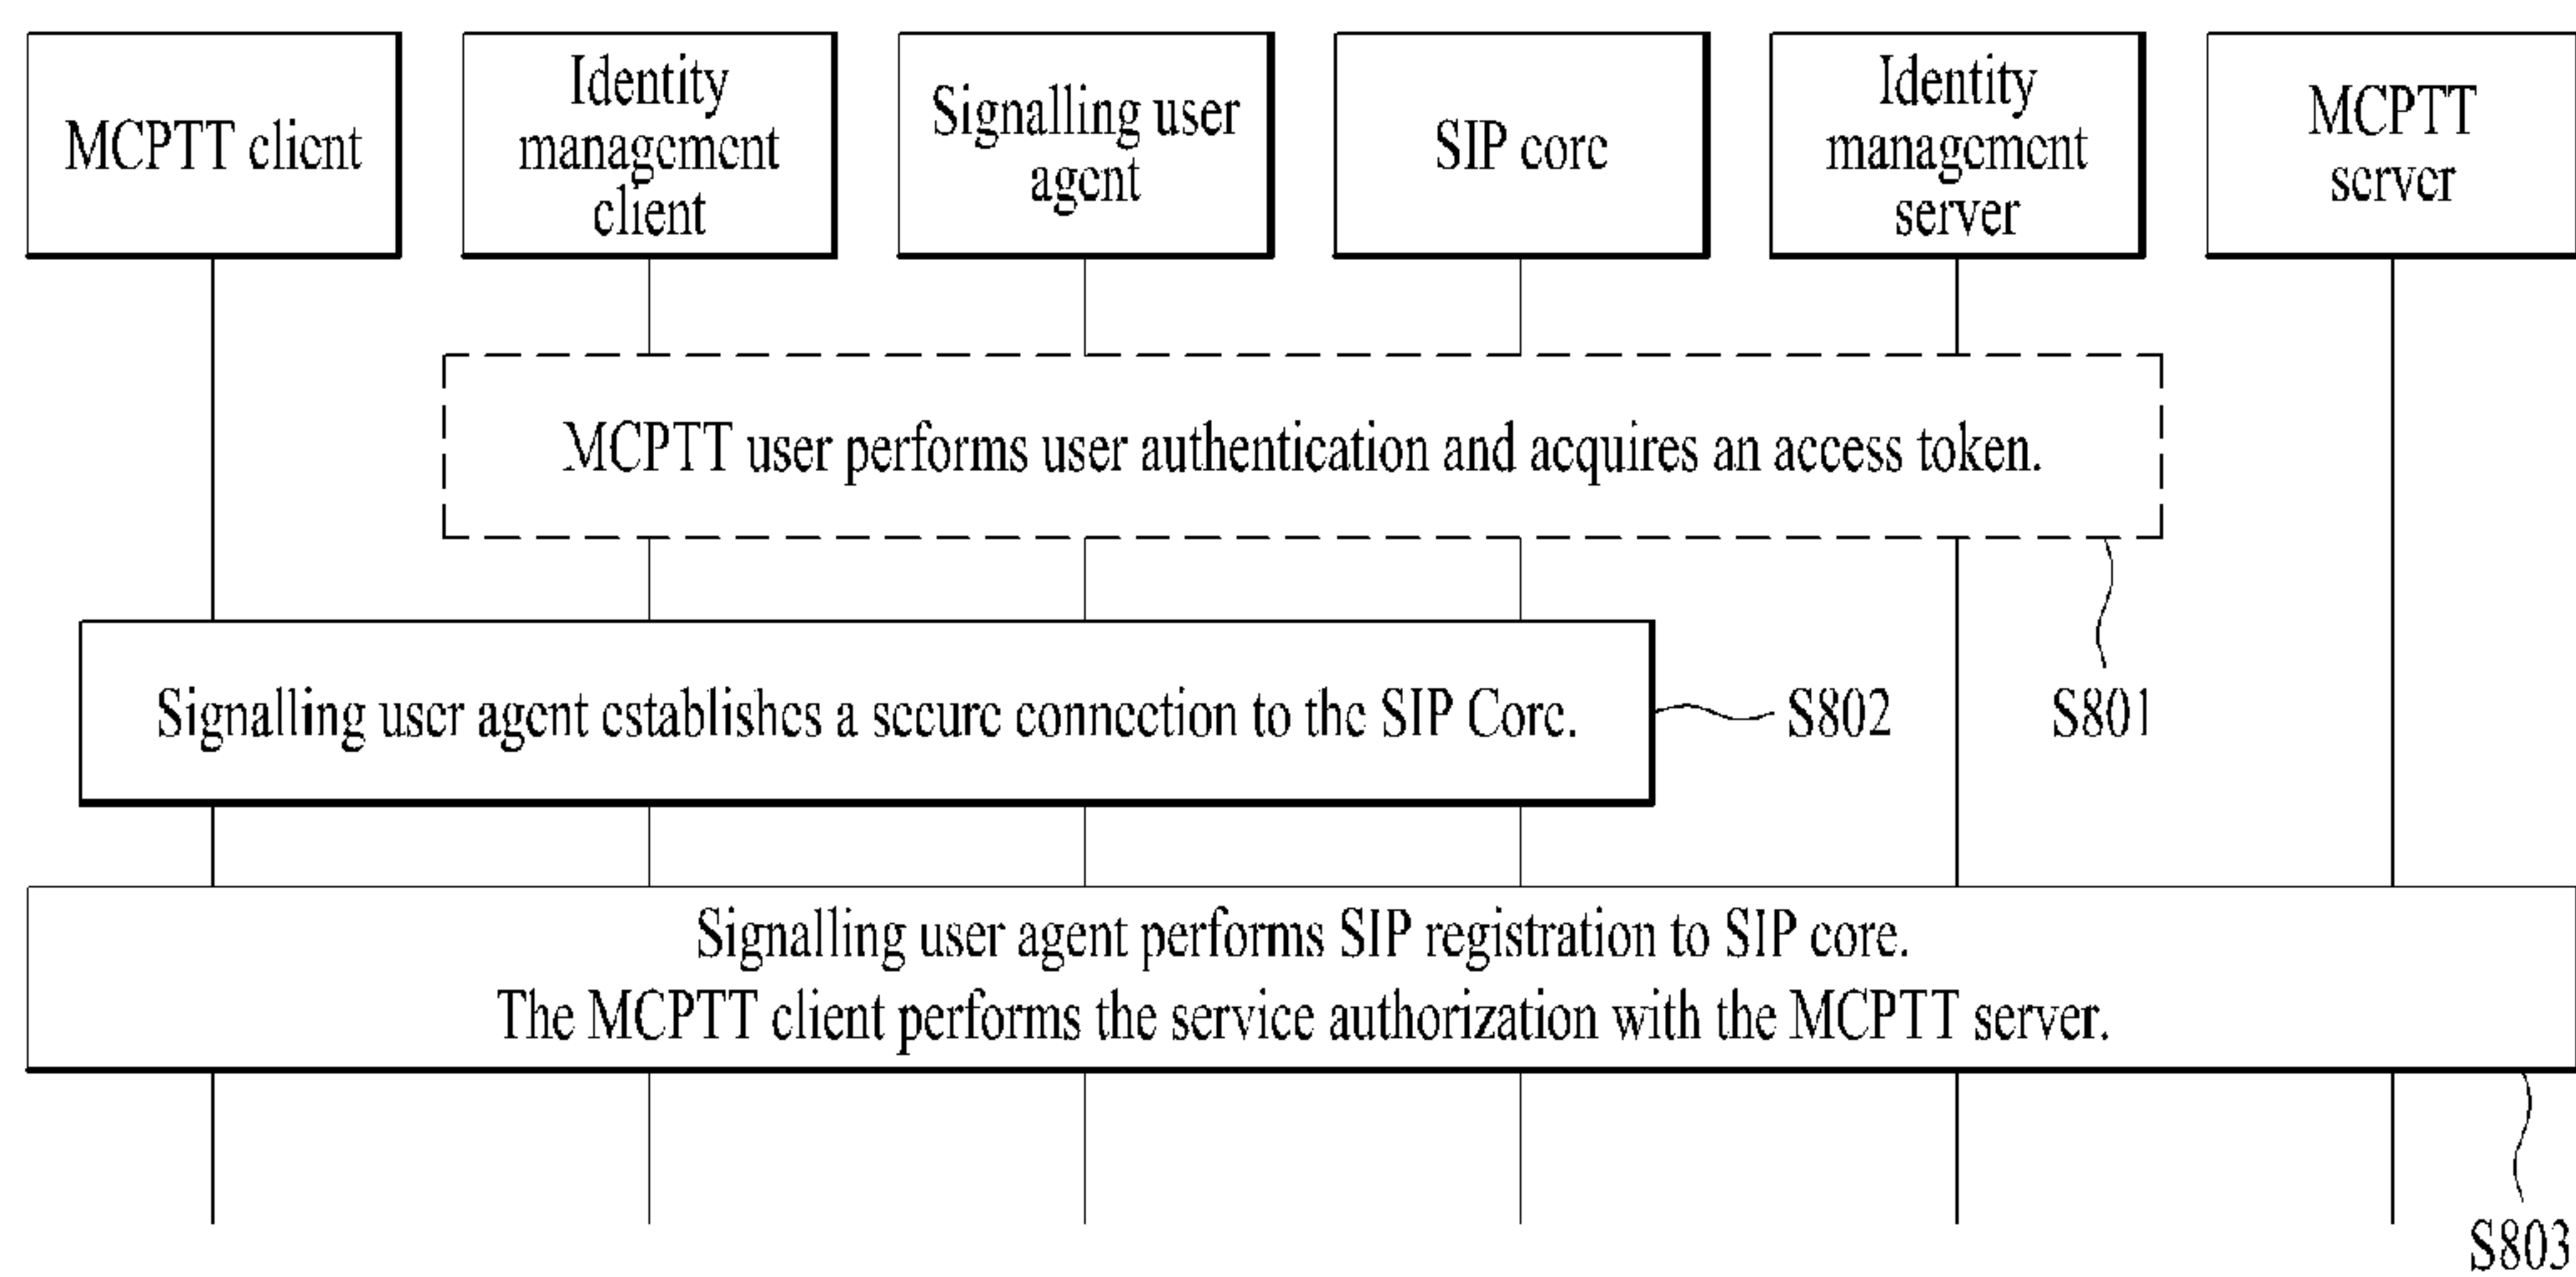 MCPTT client
Identity
management
client
Signalling user
agent
SIP core
Identity
management
server
MCPTT
server
MCPTT user performs user authentication and acquires an access token.
Signalling user agent establishes a secure connection to the SIP Core.
S802
S801
Signalling user agent performs SIP registration to SIP core.
The MCPTT client performs the service authorization with the MCPTT server.
S803